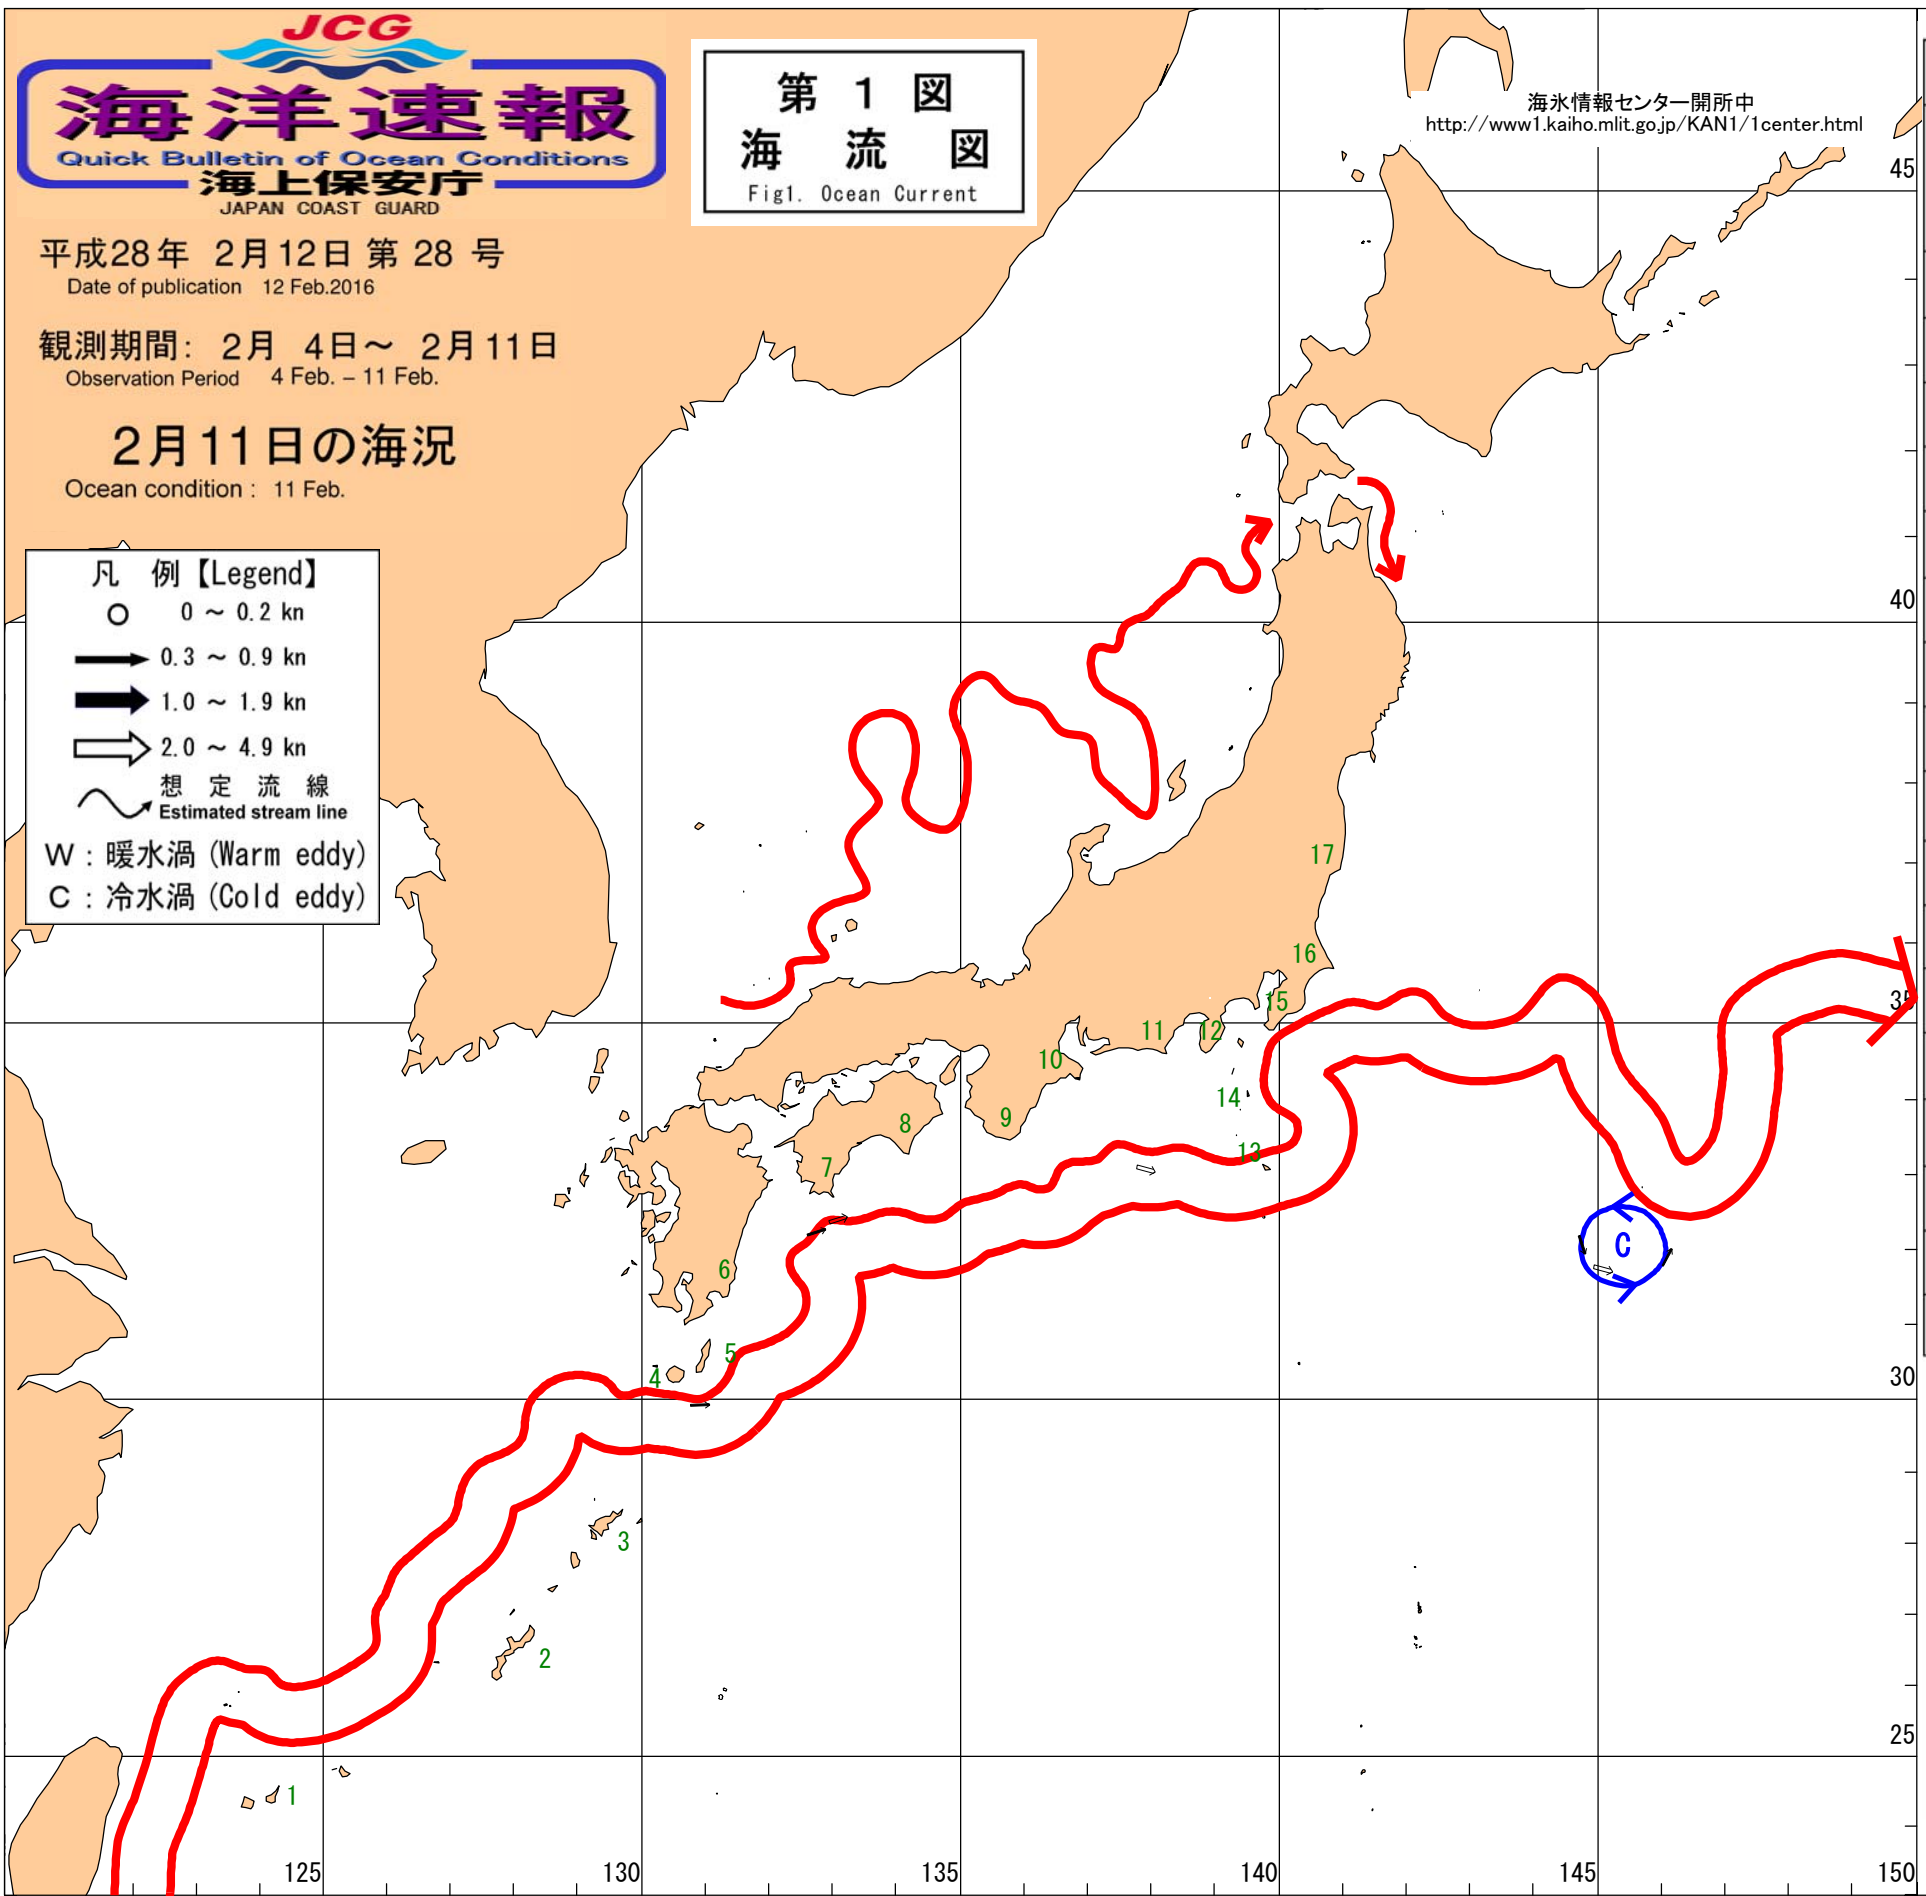 JCG
海洋速報
Quick Bulletin of Ocean Conditions
海上保安庁
JAPAN COAST GUARD
平成28年 2月12日 第 28 号
Date of publication 12 Feb.2016
観測期間: 2月 4日～ 2月11日
Observation Period 4 Feb. – 11 Feb.
2月11日の海況
Ocean condition : 11 Feb.
第 1 図
海 流 図
Fig1. Ocean Current
海氷情報センター開所中
http://www1.kaiho.mlit.go.jp/KAN1/1center.html
凡 例【Legend】
0 ～ 0.2 kn
0.3 ～ 0.9 kn
1.0 ～ 1.9 kn
2.0 ～ 4.9 kn
想 定 流 線
Estimated stream line
W : 暖水渦 (Warm eddy)
C : 冷水渦 (Cold eddy)
45
40
17
16
35
15
12
11
10
14
9
8
13
7
C
6
5
4
30
3
2
25
1
125
130
135
140
145
150